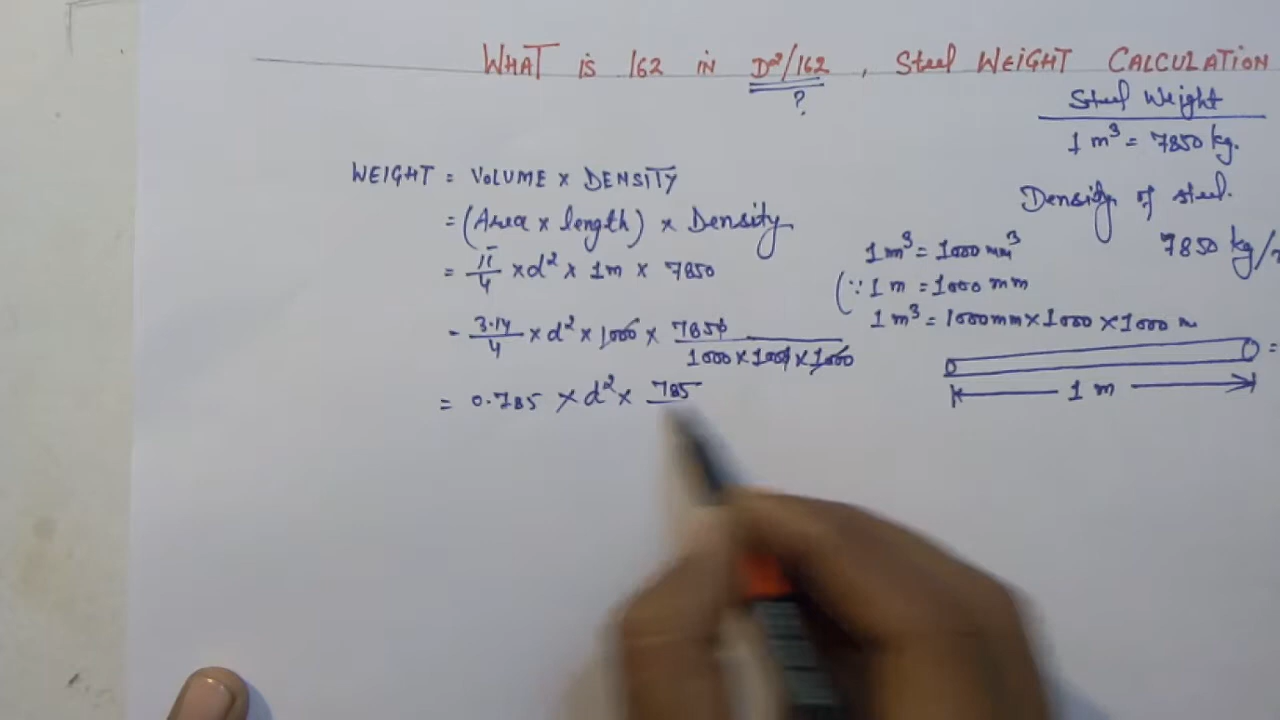 WHAT is 162 in D²/162, Steel WEIGHT CALCULATION
?
Steel Weight
1 m³ = 7850 kg.
Density of steel.
7850 kg/
WEIGHT = VOLUME × DENSITY
= (Area × length) × Density
= π/4 × d² × 1m × 7850
- 3.14/4 × d² × 1000 × 7850/1000×1000×1000
= 0.785 × d² × 785
1m³ = 1000 mm³
(∵ 1 m = 1000 mm
1 m³ = 1000mm×1000×1000 m
=
1 m